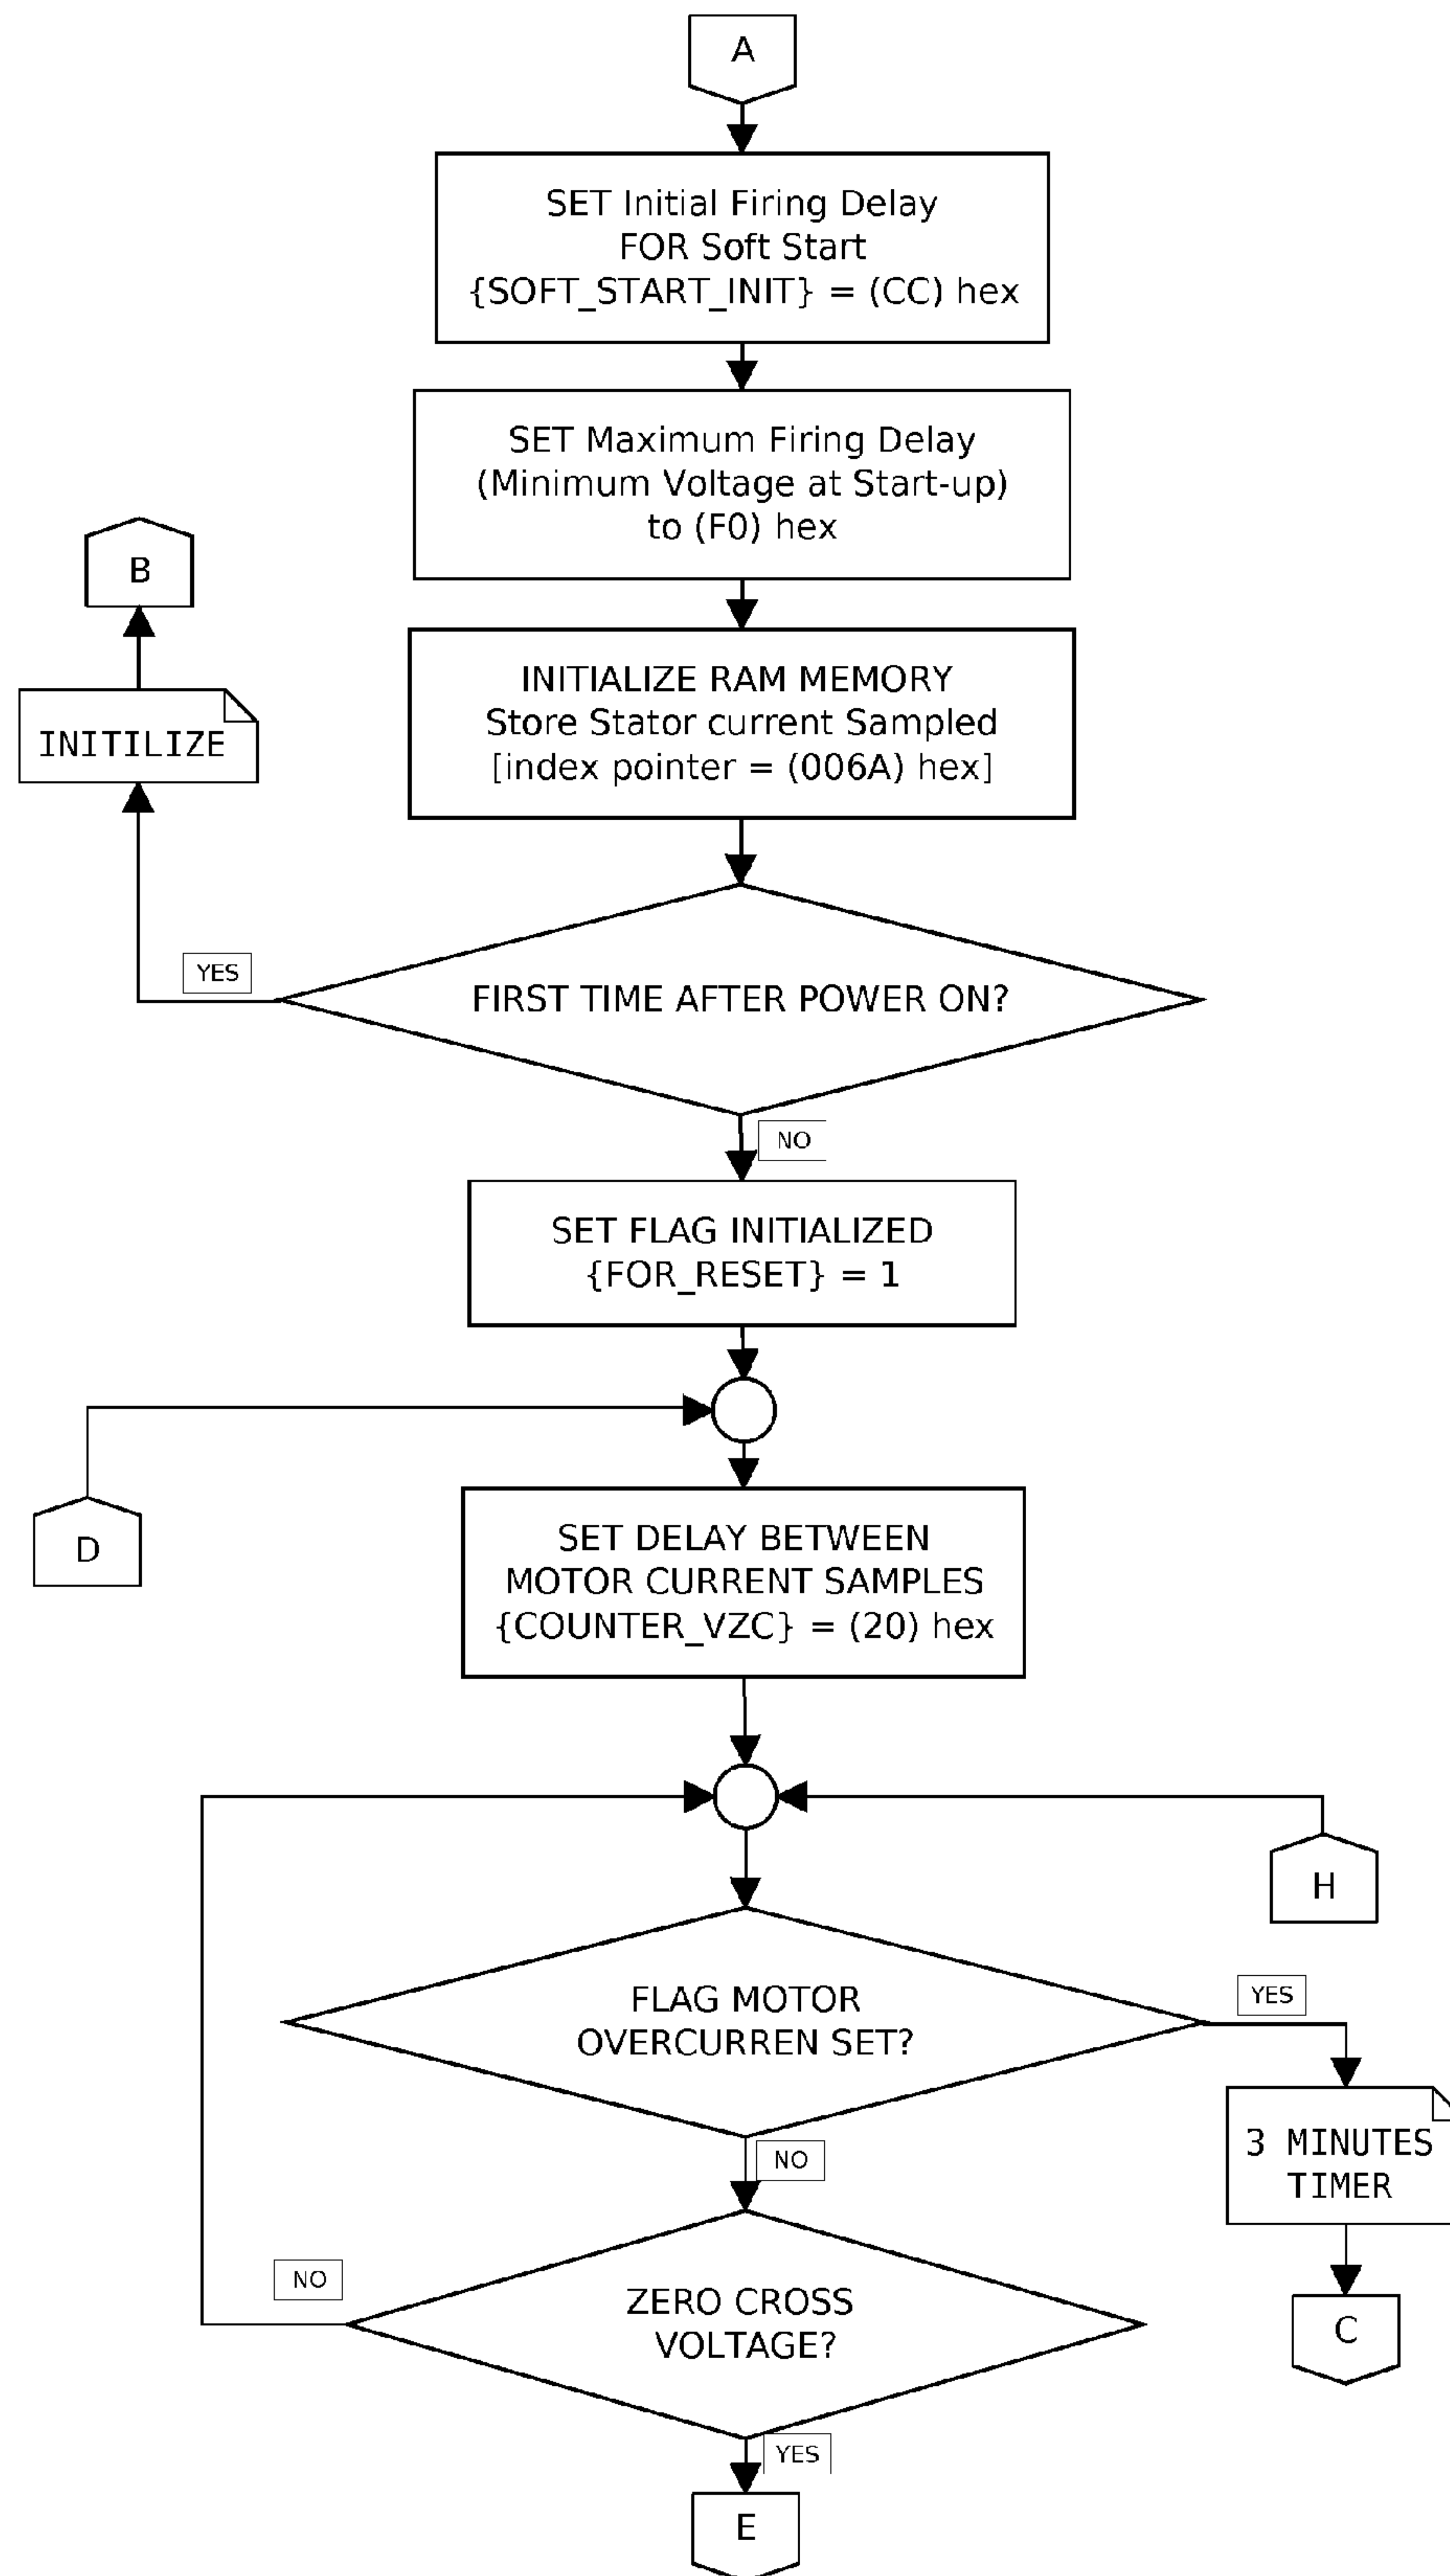 A
SET Initial Firing Delay
FOR Soft Start
{SOFT_START_INIT} = (CC) hex
SET Maximum Firing Delay
(Minimum Voltage at Start-up)
to (F0) hex
B
INITIALIZE RAM MEMORY
Store Stator current Sampled
[index pointer = (006A) hex]
INITILIZE
YES
FIRST TIME AFTER POWER ON?
NO
SET FLAG INITIALIZED
{FOR_RESET} = 1
D
SET DELAY BETWEEN
MOTOR CURRENT SAMPLES
{COUNTER_VZC} = (20) hex
H
FLAG MOTOR
OVERCURREN SET?
YES
3 MINUTES
TIMER
NO
NO
ZERO CROSS
VOLTAGE?
C
YES
E